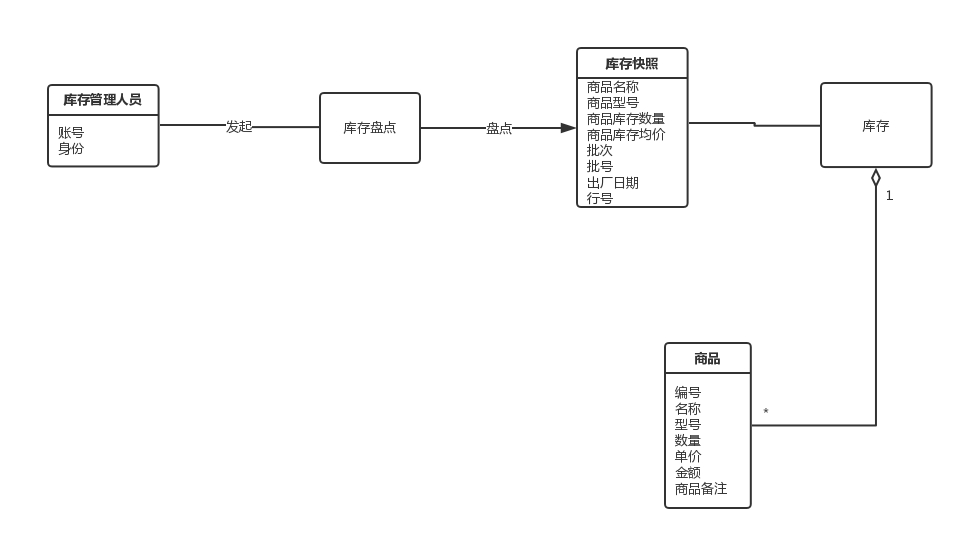 库存管理人员
账号
身份
发起
库存盘点
盘点
库存快照
商品名称
商品型号
商品库存数量
商品库存均价
批次
批号
出厂日期
行号
库存
1
*
商品
编号
名称
型号
数量
单价
金额
商品备注